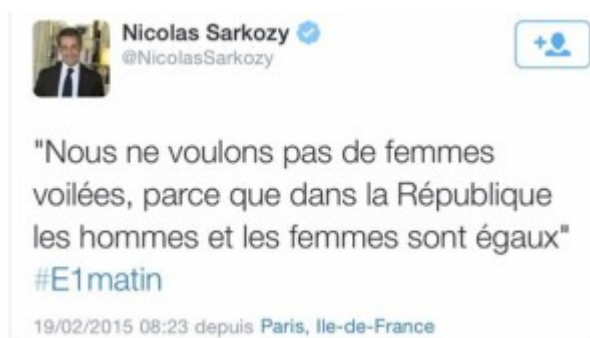 Nicolas Sarkozy
@NicolasSarkozy
"Nous ne voulons pas de femmes
voilées, parce que dans la République
les hommes et les femmes sont égaux"
#E1matin
19/02/2015 08:23 depuis Paris, Ile-de-France